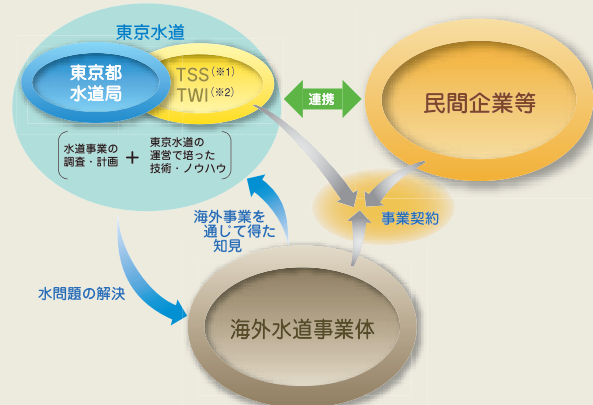 東京水道
東京都
水道局
TSS(※1)
TWI(※2)
水道事業の
調査・計画
+
東京水道の
運営で培った
技術・ノウハウ
連携
民間企業等
事業契約
海外事業を
通じて得た
知見
水問題の解決
海外水道事業体